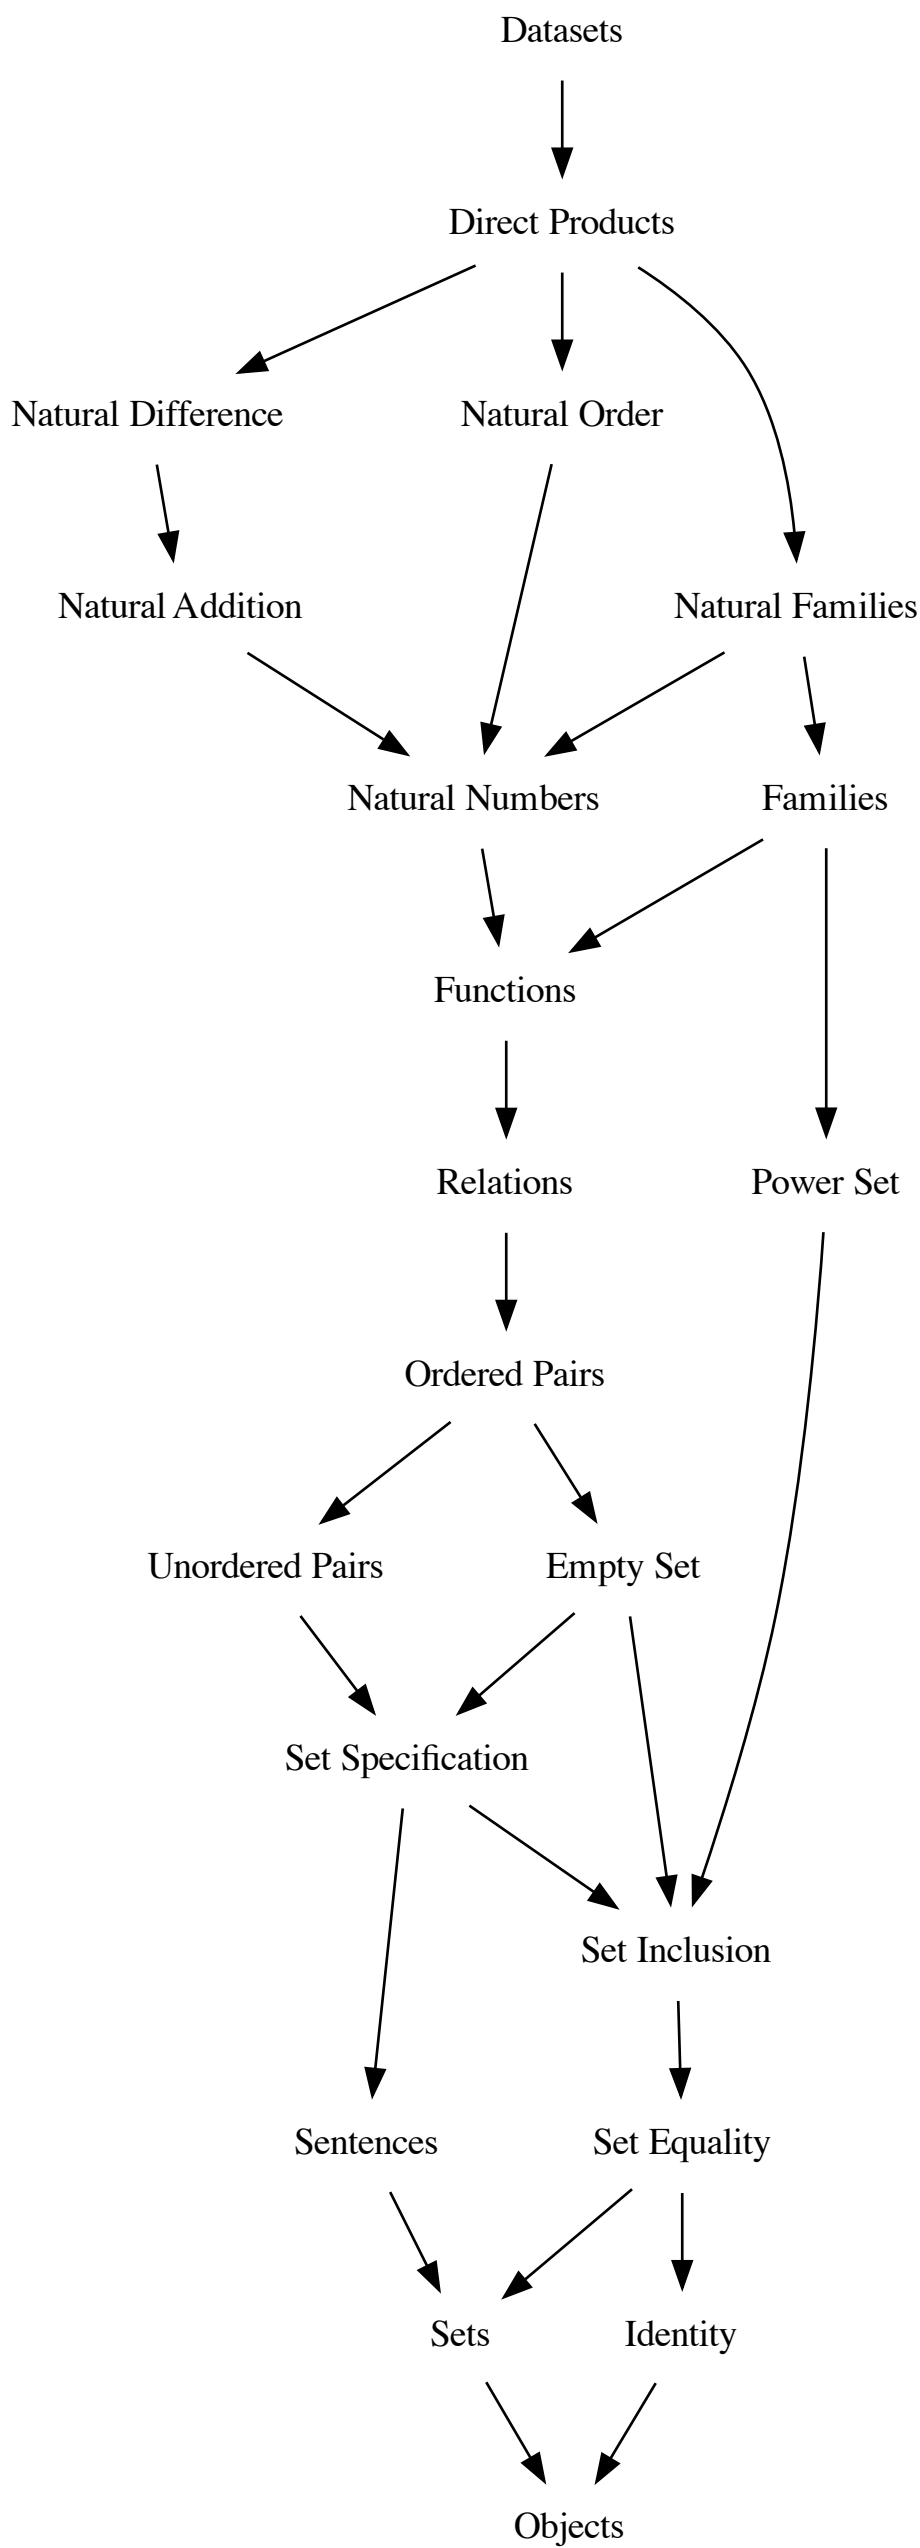 Datasets
Direct Products
Natural Difference
Natural Order
Natural Addition
Natural Families
Natural Numbers
Families
Functions
Relations
Power Set
Ordered Pairs
Unordered Pairs
Empty Set
Set Specification
Set Inclusion
Sentences
Set Equality
Sets
Identity
Objects